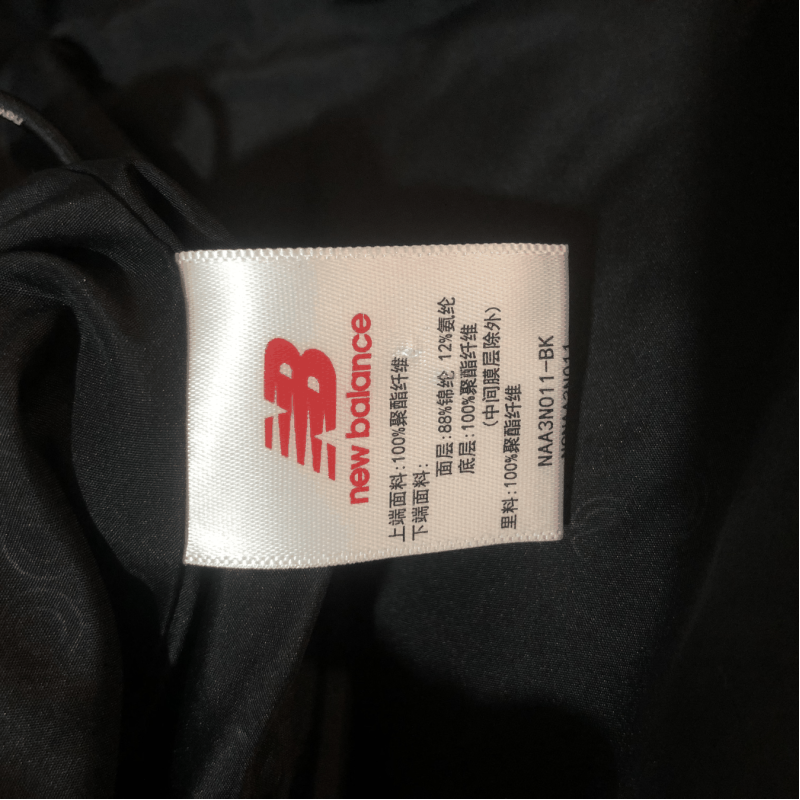 new balance
上端面料:100%聚酯纤维
下端面料:
面层:88%锦纶 12%氨纶
底层:100%聚酯纤维
(中间膜层除外)
里料:100%聚酯纤维
NAA3N011-BK